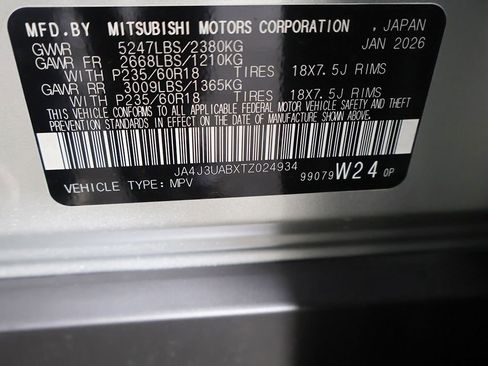 MFD.BY MITSUBISHI MOTORS CORPORATION , JAPAN
GVWR 5247LBS/2380KG JAN 2026
GAWR FR 2668LBS/1210KG
WITH P235/60R18 TIRES 18X7.5J RIMS
GAWR RR 3009LBS/1365KG
WITH P235/60R18 TIRES 18X7.5J RIMS
THIS VEHICLE CONFORMS TO ALL APPLICABLE FEDERAL MOTOR VEHICLE SAFETY AND THEFT
PREVENTION STANDARDS IN EFFECT ON THE DATE OF MANUFACTURE SHOWN ABOVE.
JA4J3UABXTZ024934
VEHICLE TYPE: MPV 99079 W24 OP